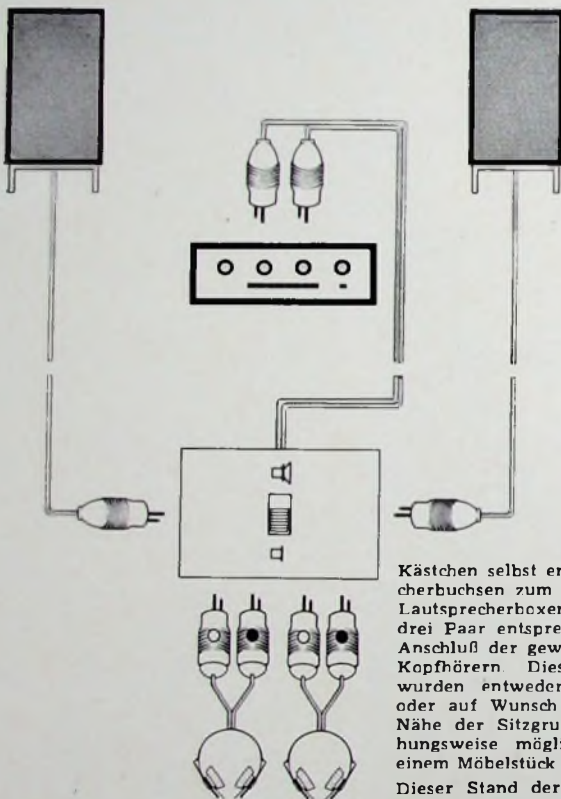 Kästchen selbst er
cherbuchsen zum
Lautsprecherboxen
drei Paar entspre
Anschluß der gew
Kopfhörern. Dies
wurden entweder
oder auf Wunsch
Nähe der Sitzgru
hungsweise mögl
einem Möbelstück
Dieser Stand der